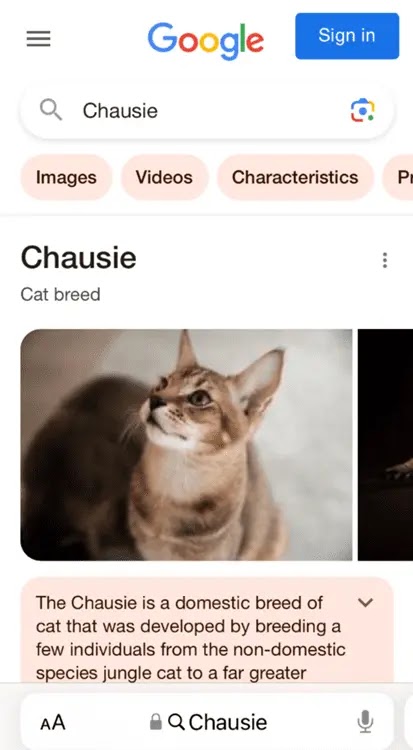 Google
Sign in
Chausie
Images Videos Characteristics
Chausie
Cat breed
The Chausie is a domestic breed of
cat that was developed by breeding a
few individuals from the non-domestic
species jungle cat to a far greater
AA Chausie